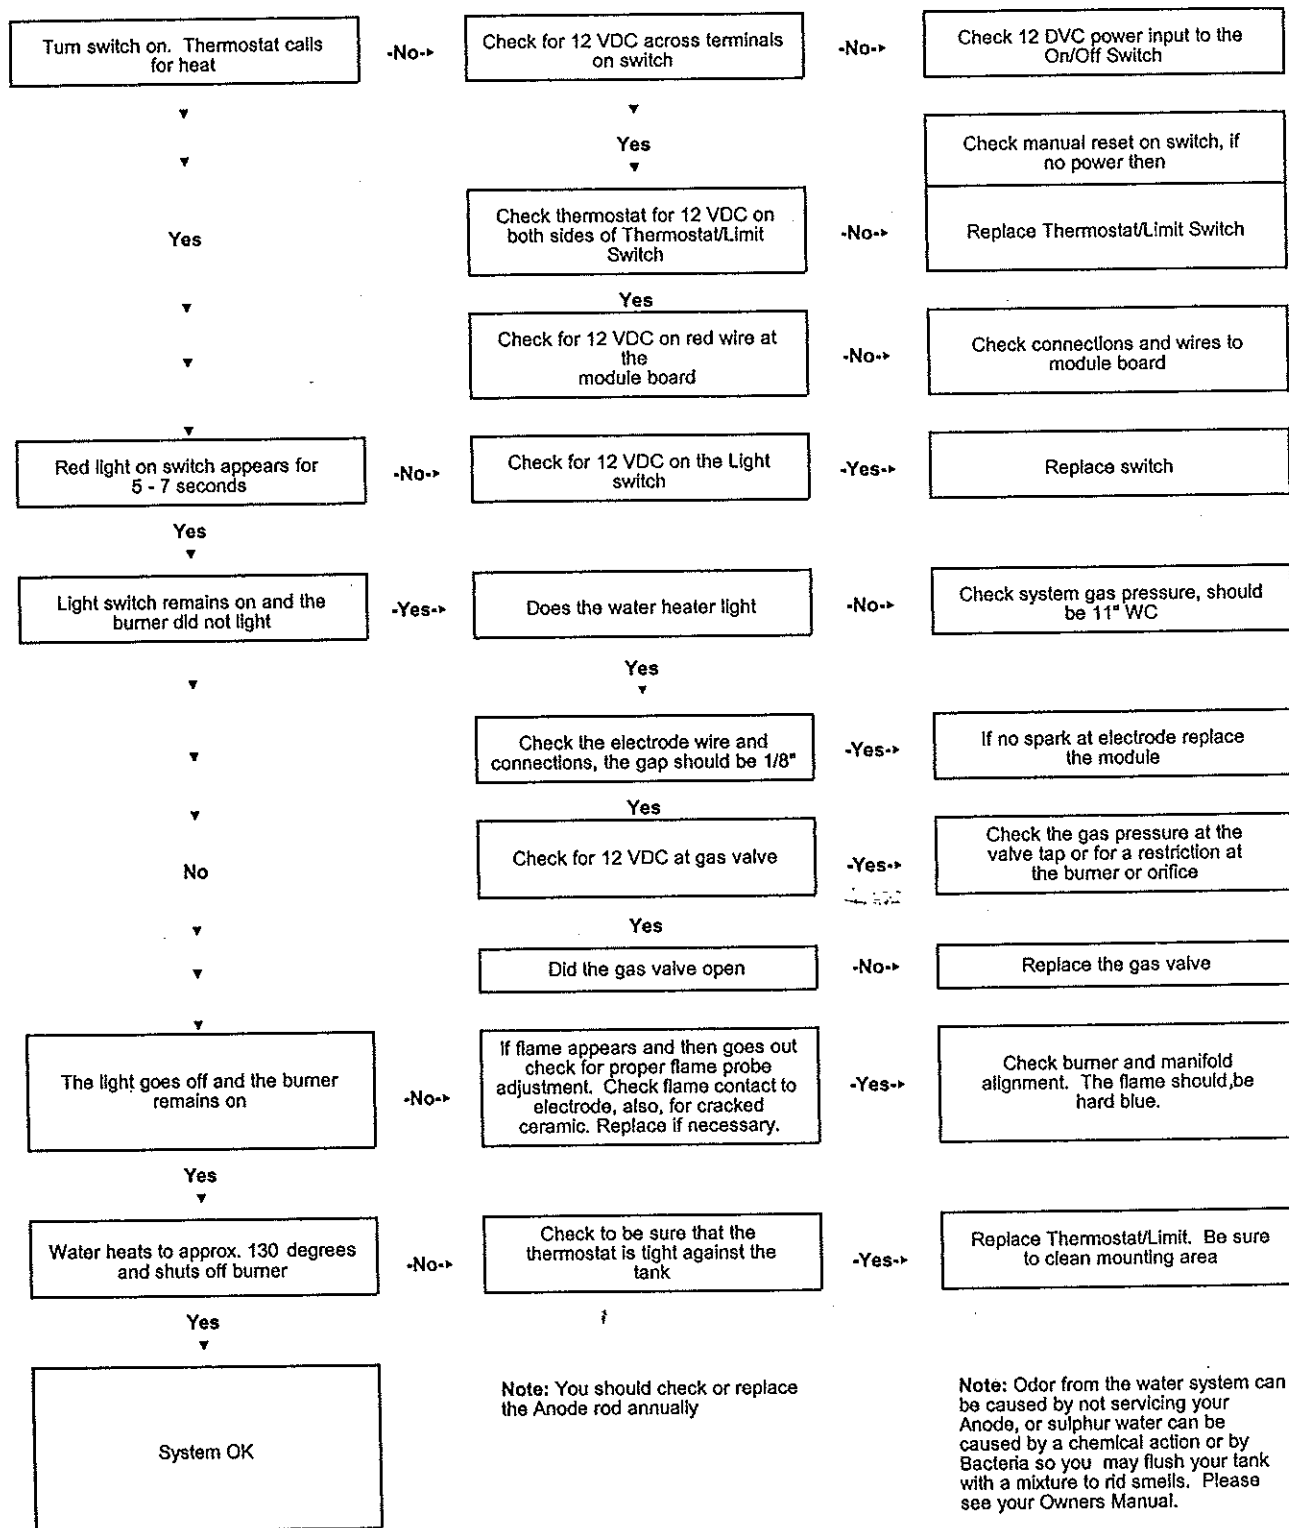 Turn switch on. Thermostat calls
for heat
-No-
Check for 12 VDC across terminals
on switch
-No-
Check 12 DVC power input to the
On/Off Switch
Yes
Check manual reset on switch, if
no power then
Yes
Check thermostat for 12 VDC on
both sides of Thermostat/Limit
Switch
-No-
Replace Thermostat/Limit Switch
Yes
Check for 12 VDC on red wire at
the
module board
-No-
Check connections and wires to
module board
Red light on switch appears for
5 - 7 seconds
-No-
Check for 12 VDC on the Light
switch
-Yes-
Replace switch
Yes
Light switch remains on and the
burner did not light
-Yes-
Does the water heater light
-No-
Check system gas pressure, should
be 11" WC
Yes
Check the electrode wire and
connections, the gap should be 1/8"
-Yes-
If no spark at electrode replace
the module
Yes
No
Check for 12 VDC at gas valve
-Yes-
Check the gas pressure at the
valve tap or for a restriction at
the burner or orifice
Yes
Did the gas valve open
-No-
Replace the gas valve
The light goes off and the burner
remains on
-No-
If flame appears and then goes out
check for proper flame probe
adjustment. Check flame contact to
electrode, also, for cracked
ceramic. Replace if necessary.
-Yes-
Check burner and manifold
alignment. The flame should,be
hard blue.
Yes
Water heats to approx. 130 degrees
and shuts off burner
-No-
Check to be sure that the
thermostat is tight against the
tank
-Yes-
Replace Thermostat/Limit. Be sure
to clean mounting area
Yes
System OK
Note: You should check or replace
the Anode rod annually
Note: Odor from the water system can
be caused by not servicing your
Anode, or sulphur water can be
caused by a chemical action or by
Bacteria so you may flush your tank
with a mixture to rid smells. Please
see your Owners Manual.